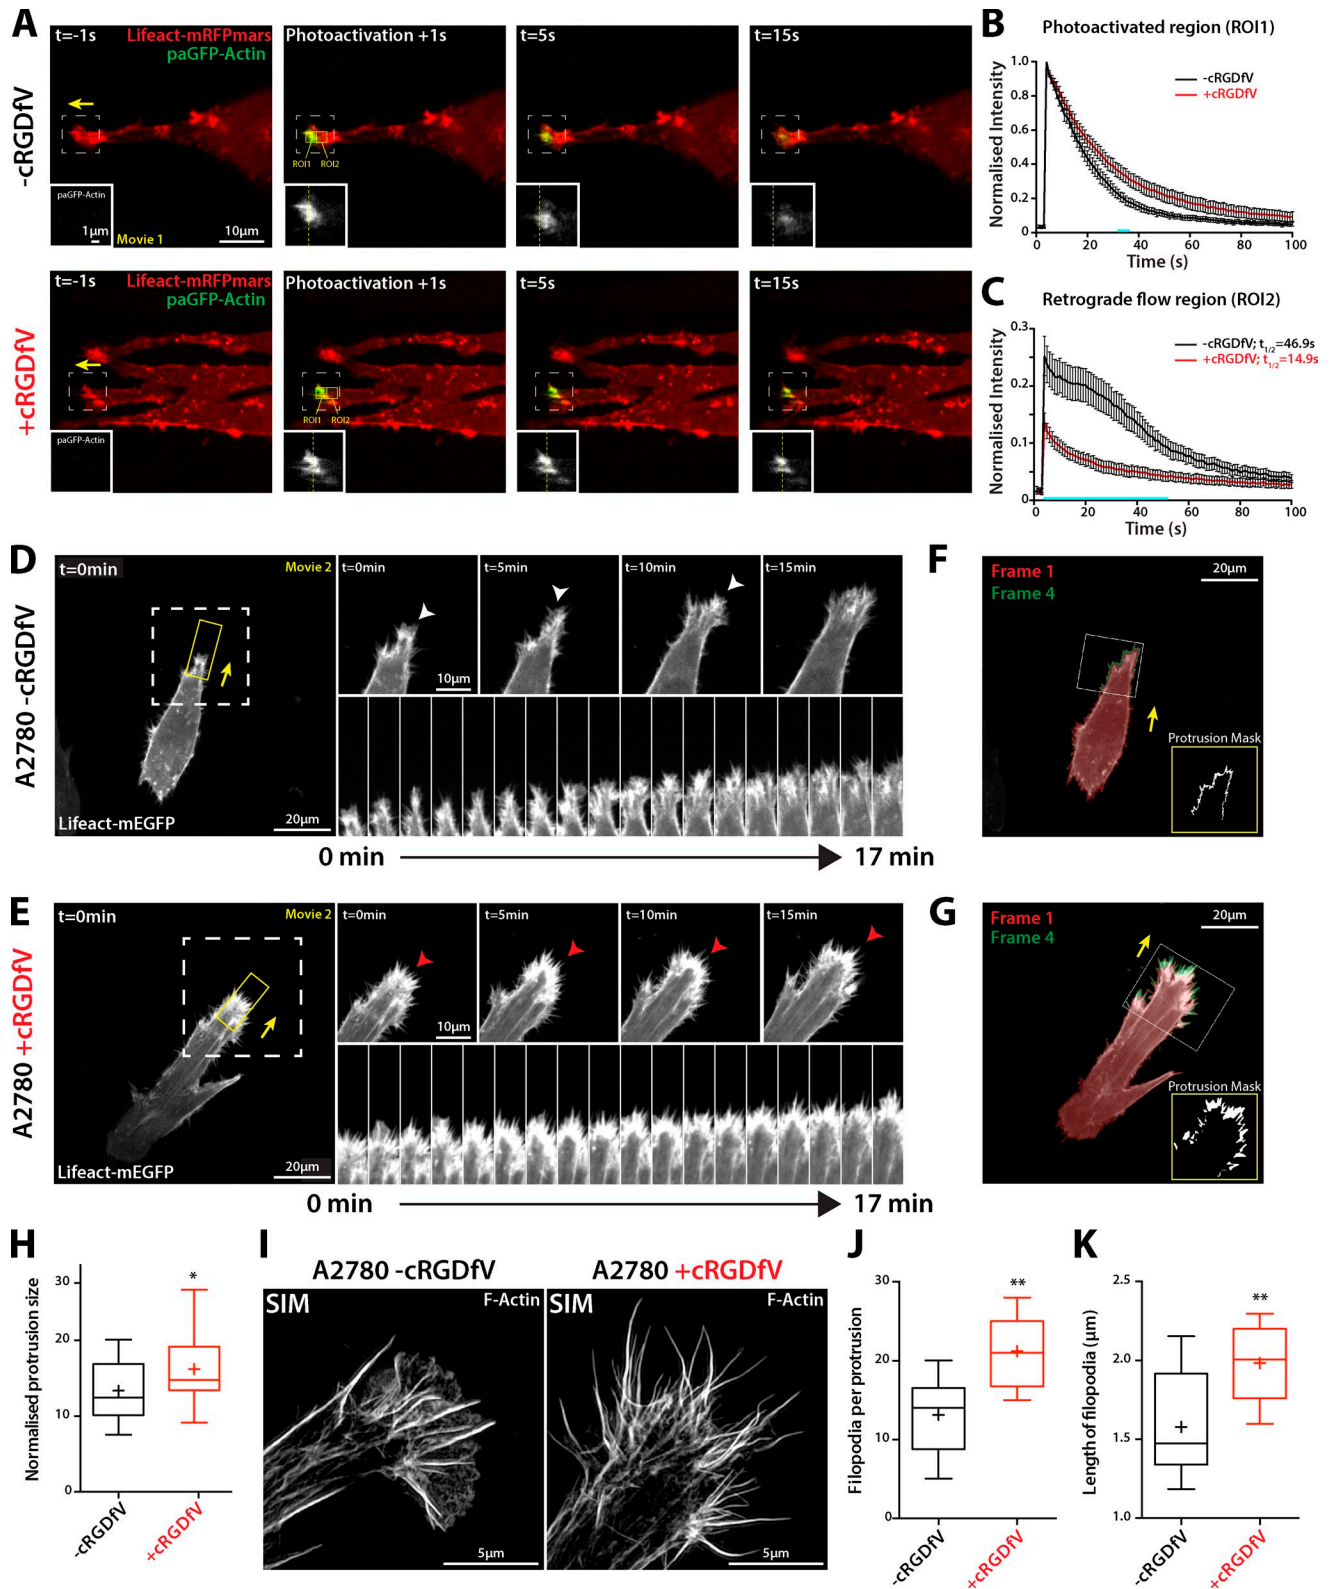 A
-cRGDfV
t=-1s
Lifeact-mRFPmars
paGFP-Actin
paGFP-Actin
1μm
Movie 1
10μm
Photoactivation +1s
ROI1
ROI2
t=5s
t=15s
+cRGDfV
t=-1s
Lifeact-mRFPmars
paGFP-Actin
paGFP-Actin
Photoactivation +1s
ROI1
ROI2
t=5s
t=15s
B
Photoactivated region (ROI1)
Normalised Intensity
1.0
0.8
0.6
0.4
0.2
0
-cRGDfV
+cRGDfV
0 20 40 60 80 100
Time (s)
C
Retrograde flow region (ROI2)
Normalised Intensity
0.3
0.2
0.1
0
-cRGDfV; t1/2=46.9s
+cRGDfV; t1/2=14.9s
0 20 40 60 80 100
Time (s)
D
A2780 -cRGDfV
t=0min
Movie 2
Lifeact-mEGFP
20μm
t=0min
10μm
t=5min
t=10min
t=15min
0 min
17 min
E
A2780 +cRGDfV
t=0min
Movie 2
Lifeact-mEGFP
20μm
t=0min
10μm
t=5min
t=10min
t=15min
0 min
17 min
F
Frame 1
Frame 4
20μm
Protrusion Mask
G
Frame 1
Frame 4
20μm
Protrusion Mask
H
Normalised protrusion size
30
20
10
0
*
-cRGDfV
+cRGDfV
I
A2780 -cRGDfV
SIM
F-Actin
5μm
A2780 +cRGDfV
SIM
F-Actin
5μm
J
Filopodia per protrusion
30
20
10
0
**
-cRGDfV
+cRGDfV
K
Length of filopodia (μm)
2.5
2.0
1.5
1.0
**
-cRGDfV
+cRGDfV